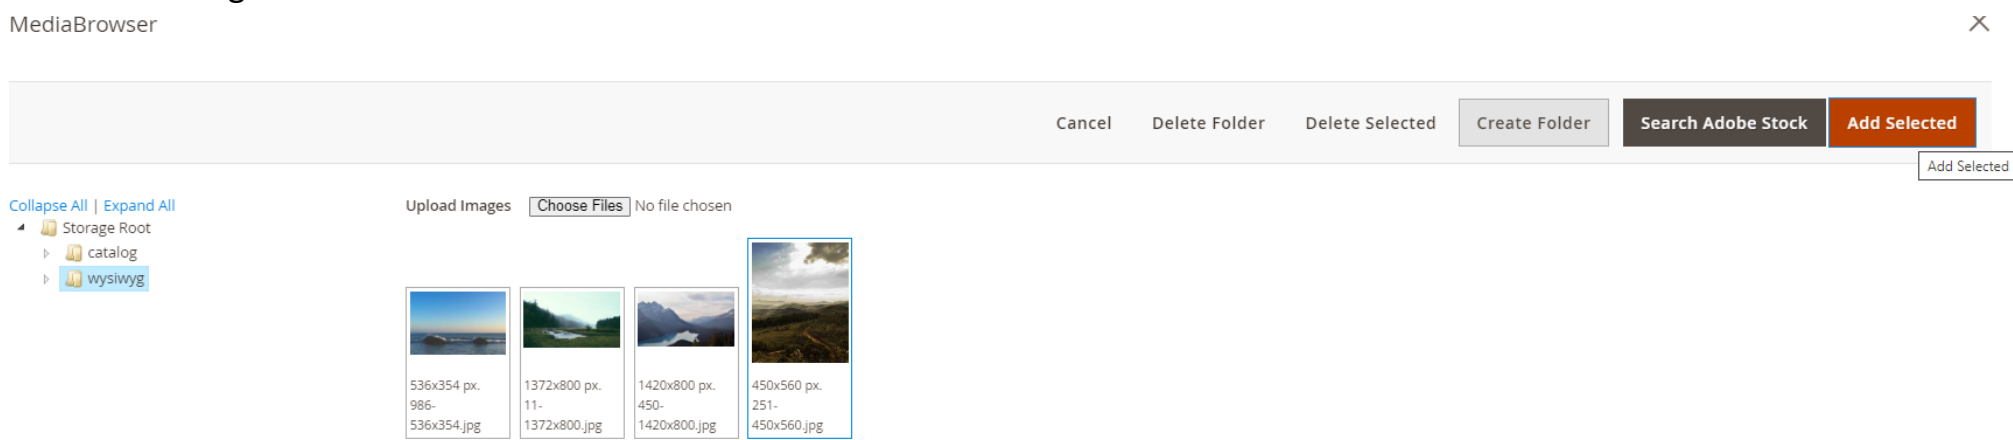 MediaBrowser
Cancel Delete Folder Delete Selected Create Folder Search Adobe Stock Add Selected
Add Selected
Collapse All | Expand All
Storage Root
catalog
wysiwyg
Upload Images Choose Files No file chosen
536x354 px.
986-
536x354.jpg
1372x800 px.
11-
1372x800.jpg
1420x800 px.
450-
1420x800.jpg
450x560 px.
251-
450x560.jpg